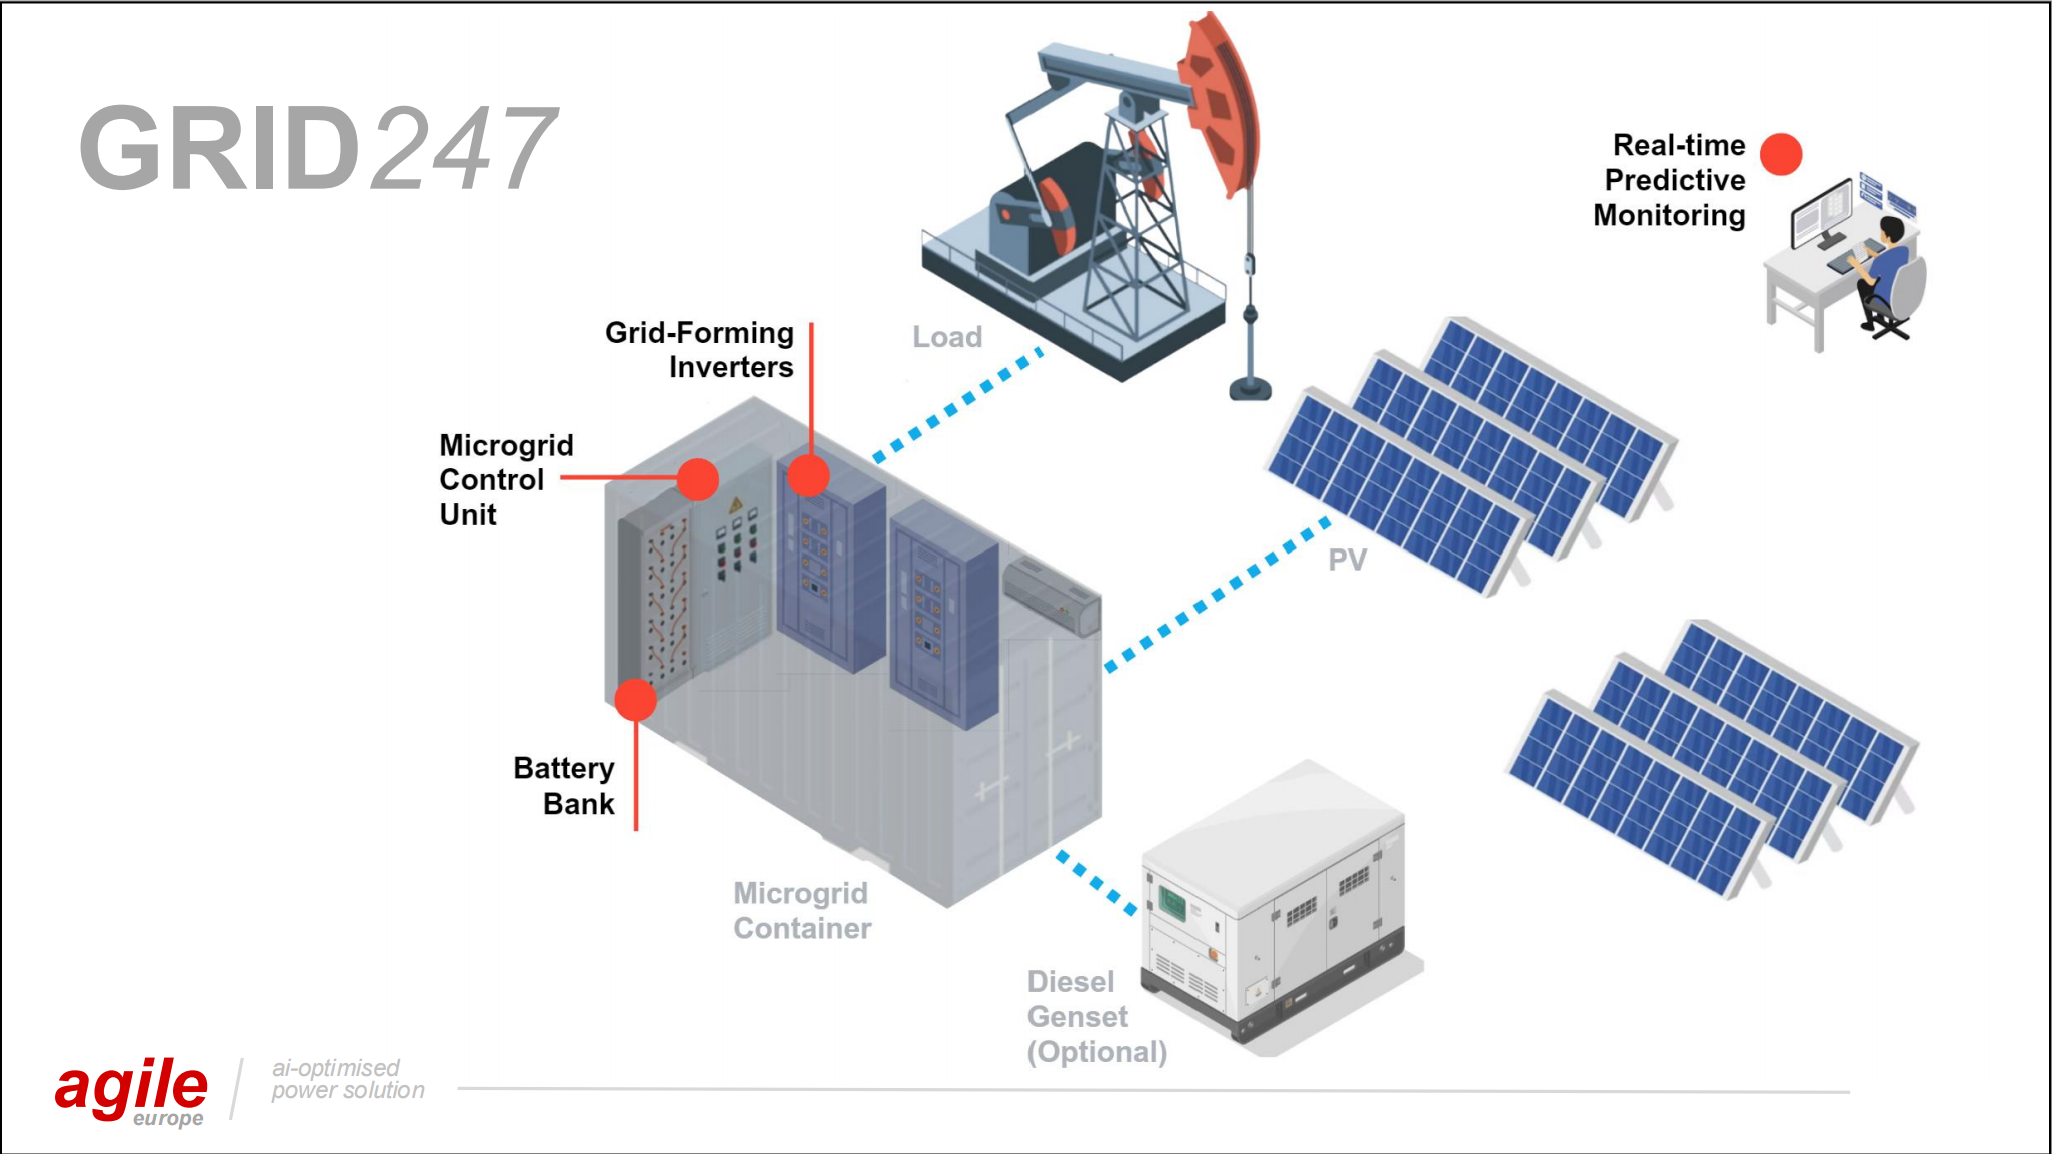 GRID247
Real-time
Predictive
Monitoring
Load
Grid-Forming
Inverters
Microgrid
Control
Unit
PV
Battery
Bank
Microgrid
Container
Diesel
Genset
(Optional)
agile
europe
ai-optimised
power solution